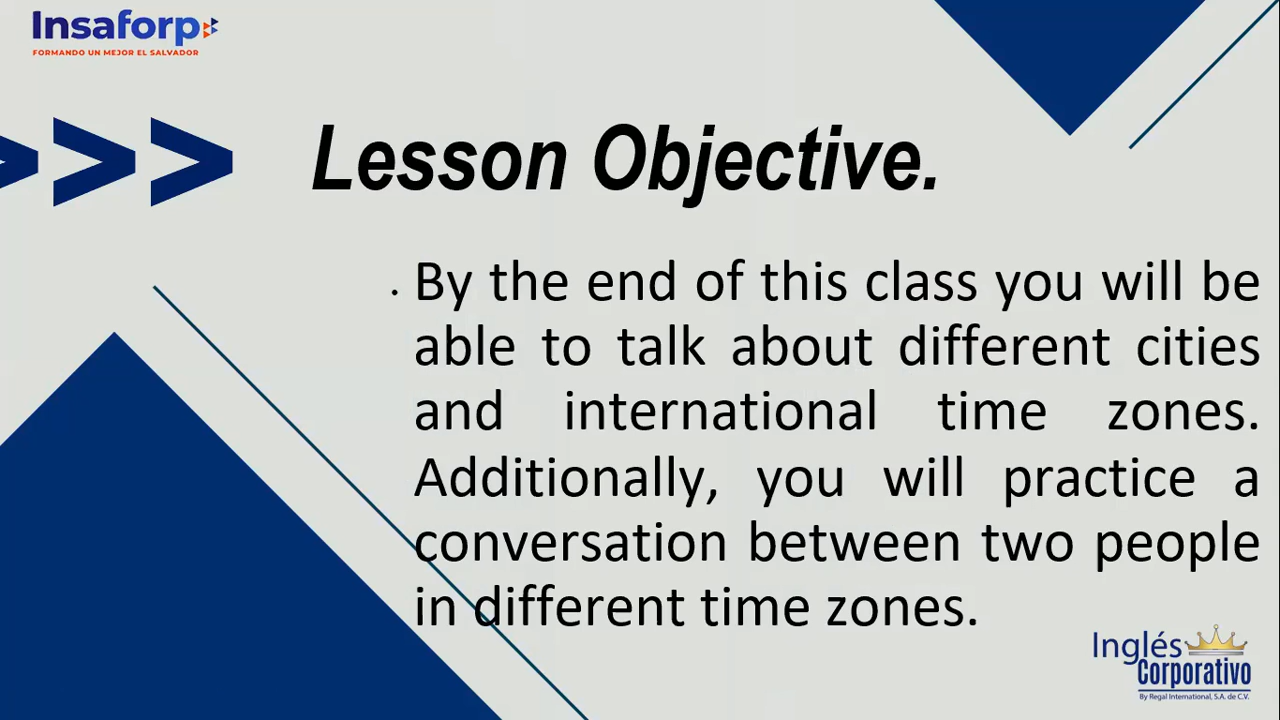 Insaforp
FORMANDO UN MEJOR EL SALVADOR
>>>
Lesson Objective.
. By the end of this class you will be
able to talk about different cities
and international time zones.
Additionally, you will practice a
conversation between two people
in different time zones.
Inglés
Corporativo
By Regal International, S.A. de C.V.